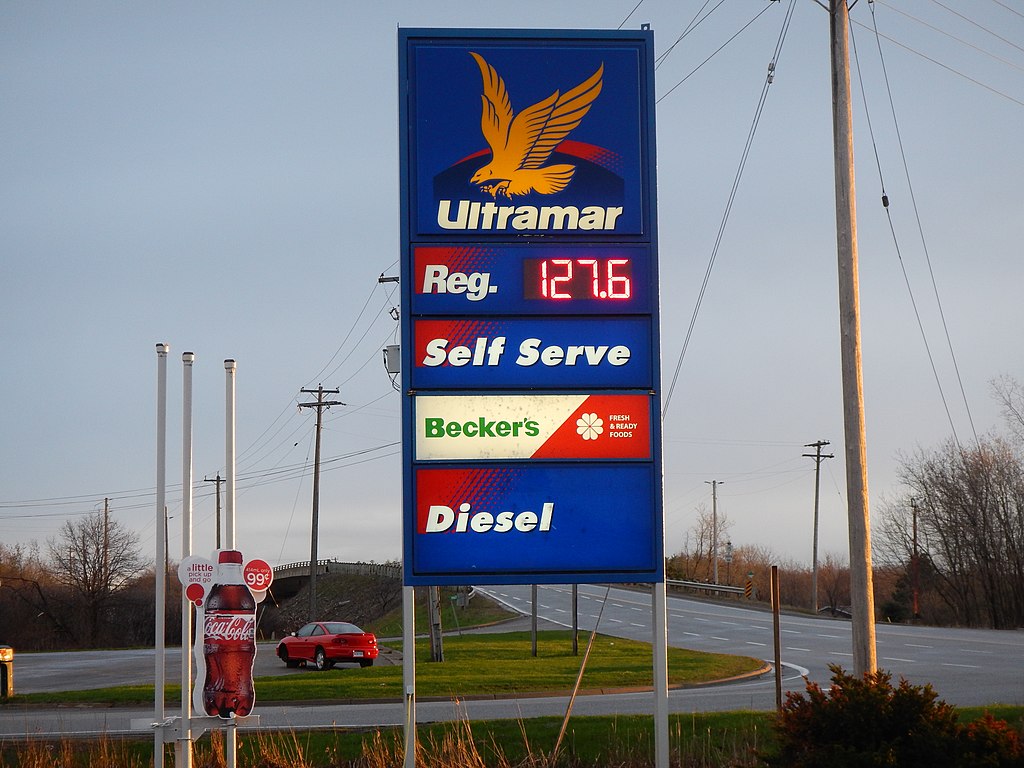 Ultramar
Reg. 127.6
Self Serve
Becker's
FRESH
& READY
FOODS
Diesel
a little
pick up
and go
99¢
Coca-Cola